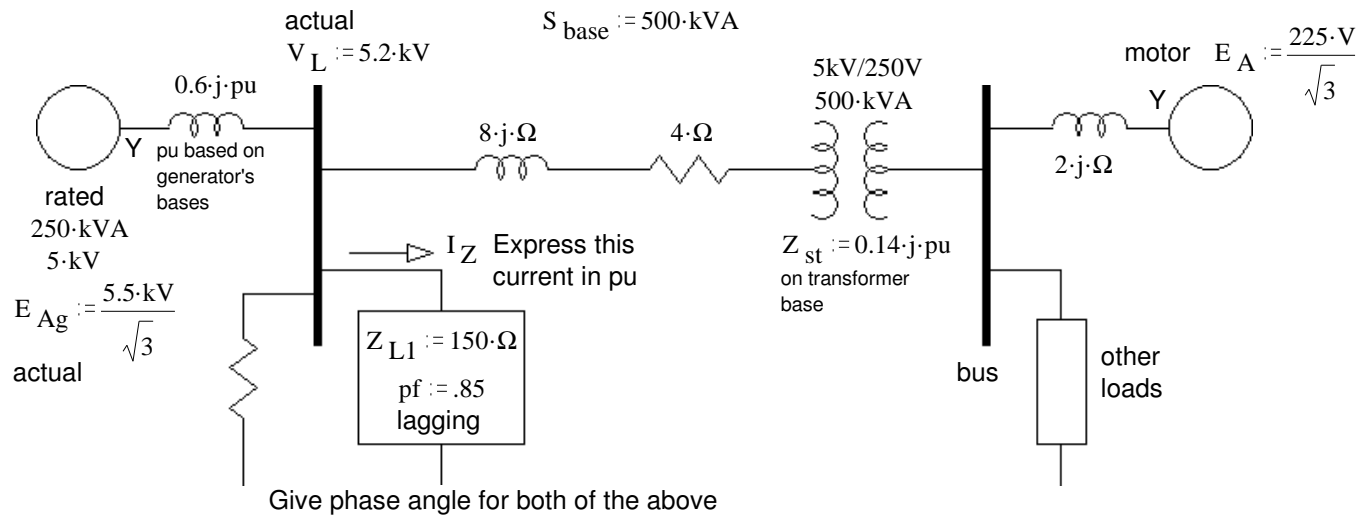 actual
V L := 5.2·kV
S base := 500·kVA
motor E A := 225·V / √3
0.6·j·pu
5kV/250V
500·kVA
Y
Y
pu based on
generator's
bases
8·j·Ω
4·Ω
2·j·Ω
rated
250·kVA
5·kV
I Z Express this
current in pu
Z st := 0.14·j·pu
on transformer
base
E Ag := 5.5·kV / √3
actual
Z L1 := 150·Ω
pf := .85
lagging
bus
other
loads
Give phase angle for both of the above